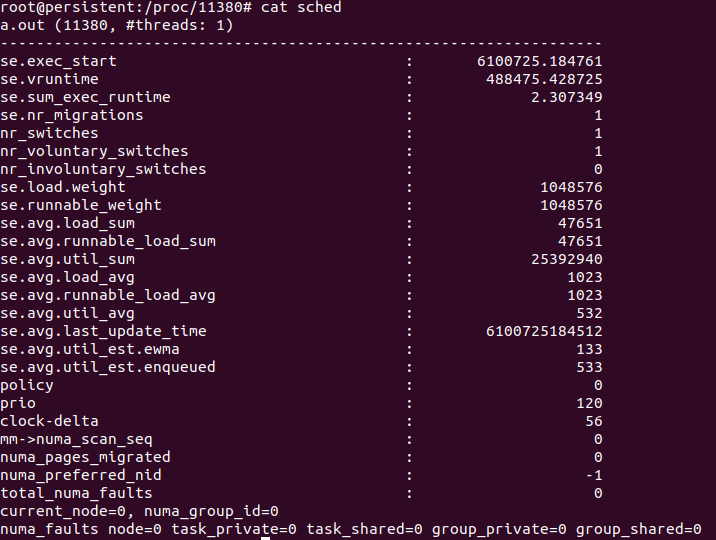 root@persistent:/proc/11380# cat sched
a.out (11380, #threads: 1)
-------------------------------------------------------------------
se.exec_start                                :       6100725.184761
se.vruntime                                  :        488475.428725
se.sum_exec_runtime                          :             2.307349
se.nr_migrations                             :                    1
nr_switches                                  :                    1
nr_voluntary_switches                        :                    1
nr_involuntary_switches                      :                    0
se.load.weight                               :              1048576
se.runnable_weight                           :              1048576
se.avg.load_sum                              :                47651
se.avg.runnable_load_sum                     :                47651
se.avg.util_sum                              :             25392940
se.avg.load_avg                              :                 1023
se.avg.runnable_load_avg                     :                 1023
se.avg.util_avg                              :                  532
se.avg.last_update_time                      :        6100725184512
se.avg.util_est.ewma                         :                  133
se.avg.util_est.enqueued                     :                  533
policy                                       :                    0
prio                                         :                  120
clock-delta                                  :                   56
mm->numa_scan_seq                            :                    0
numa_pages_migrated                          :                    0
numa_preferred_nid                           :                   -1
total_numa_faults                            :                    0
current_node=0, numa_group_id=0
numa_faults node=0 task_private=0 task_shared=0 group_private=0 group_shared=0